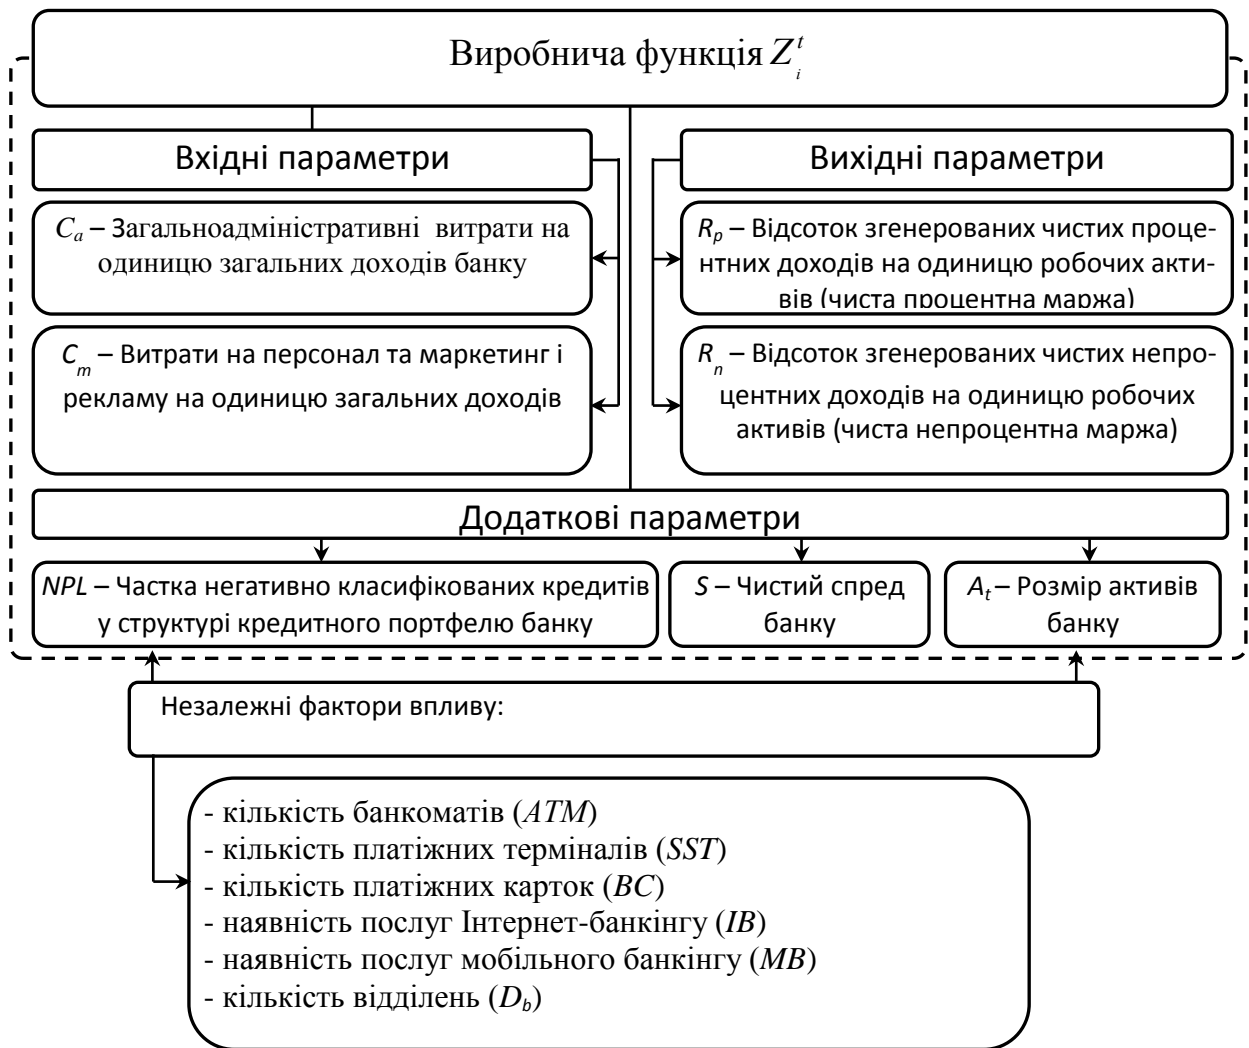 Виробнича функція Z_i^t
Вхідні параметри
C_a – Загальноадміністративні витрати на
одиницю загальних доходів банку
C_m – Витрати на персонал та маркетинг і
рекламу на одиницю загальних доходів
Вихідні параметри
R_p – Відсоток згенерованих чистих проце-
нтних доходів на одиницю робочих акти-
вів (чиста процентна маржа)
R_n – Відсоток згенерованих чистих непро-
центних доходів на одиницю робочих
активів (чиста непроцентна маржа)
Додаткові параметри
NPL – Частка негативно класифікованих кредитів
у структурі кредитного портфелю банку
S – Чистий спред
банку
A_t – Розмір активів
банку
Незалежні фактори впливу:
- кількість банкоматів (ATM)
- кількість платіжних терміналів (SST)
- кількість платіжних карток (BC)
- наявність послуг Інтернет-банкінгу (IB)
- наявність послуг мобільного банкінгу (MB)
- кількість відділень (D_b)